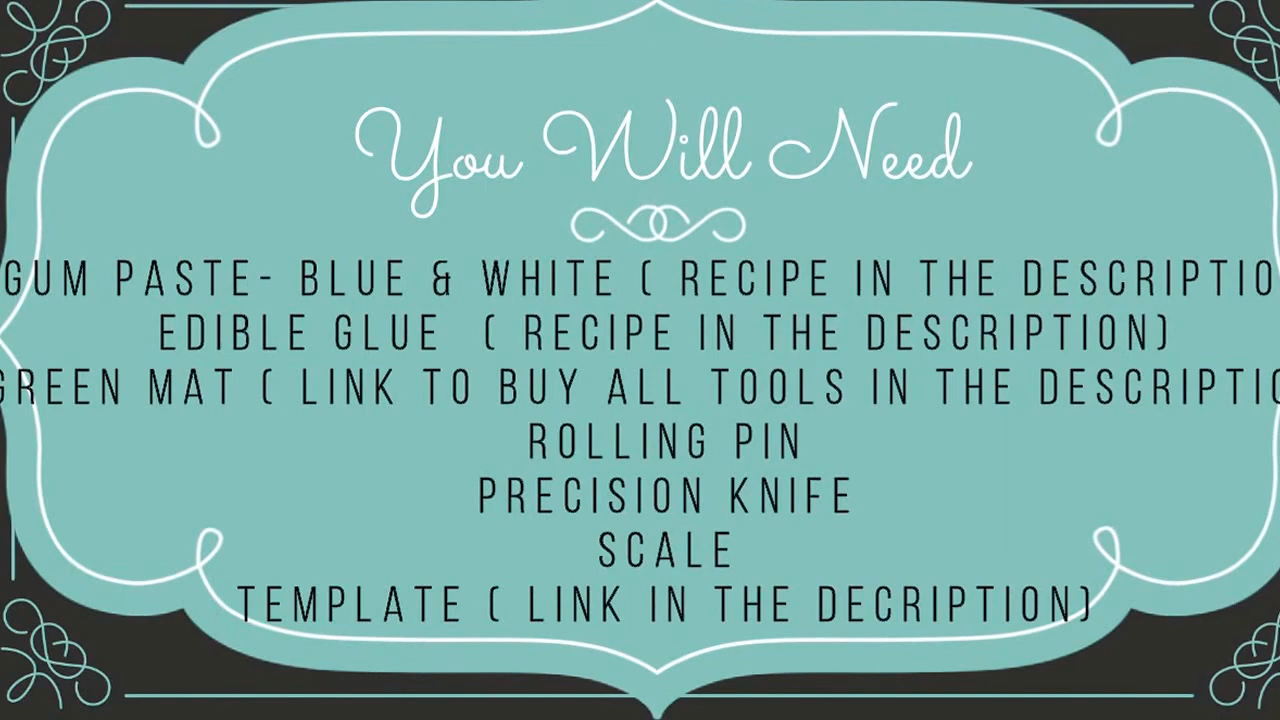 You Will Need
GUM PASTE- BLUE & WHITE ( RECIPE IN THE DESCRIPTIO
EDIBLE GLUE ( RECIPE IN THE DESCRIPTION)
GREEN MAT ( LINK TO BUY ALL TOOLS IN THE DESCRIPTIO
ROLLING PIN
PRECISION KNIFE
SCALE
TEMPLATE ( LINK IN THE DECRIPTION)